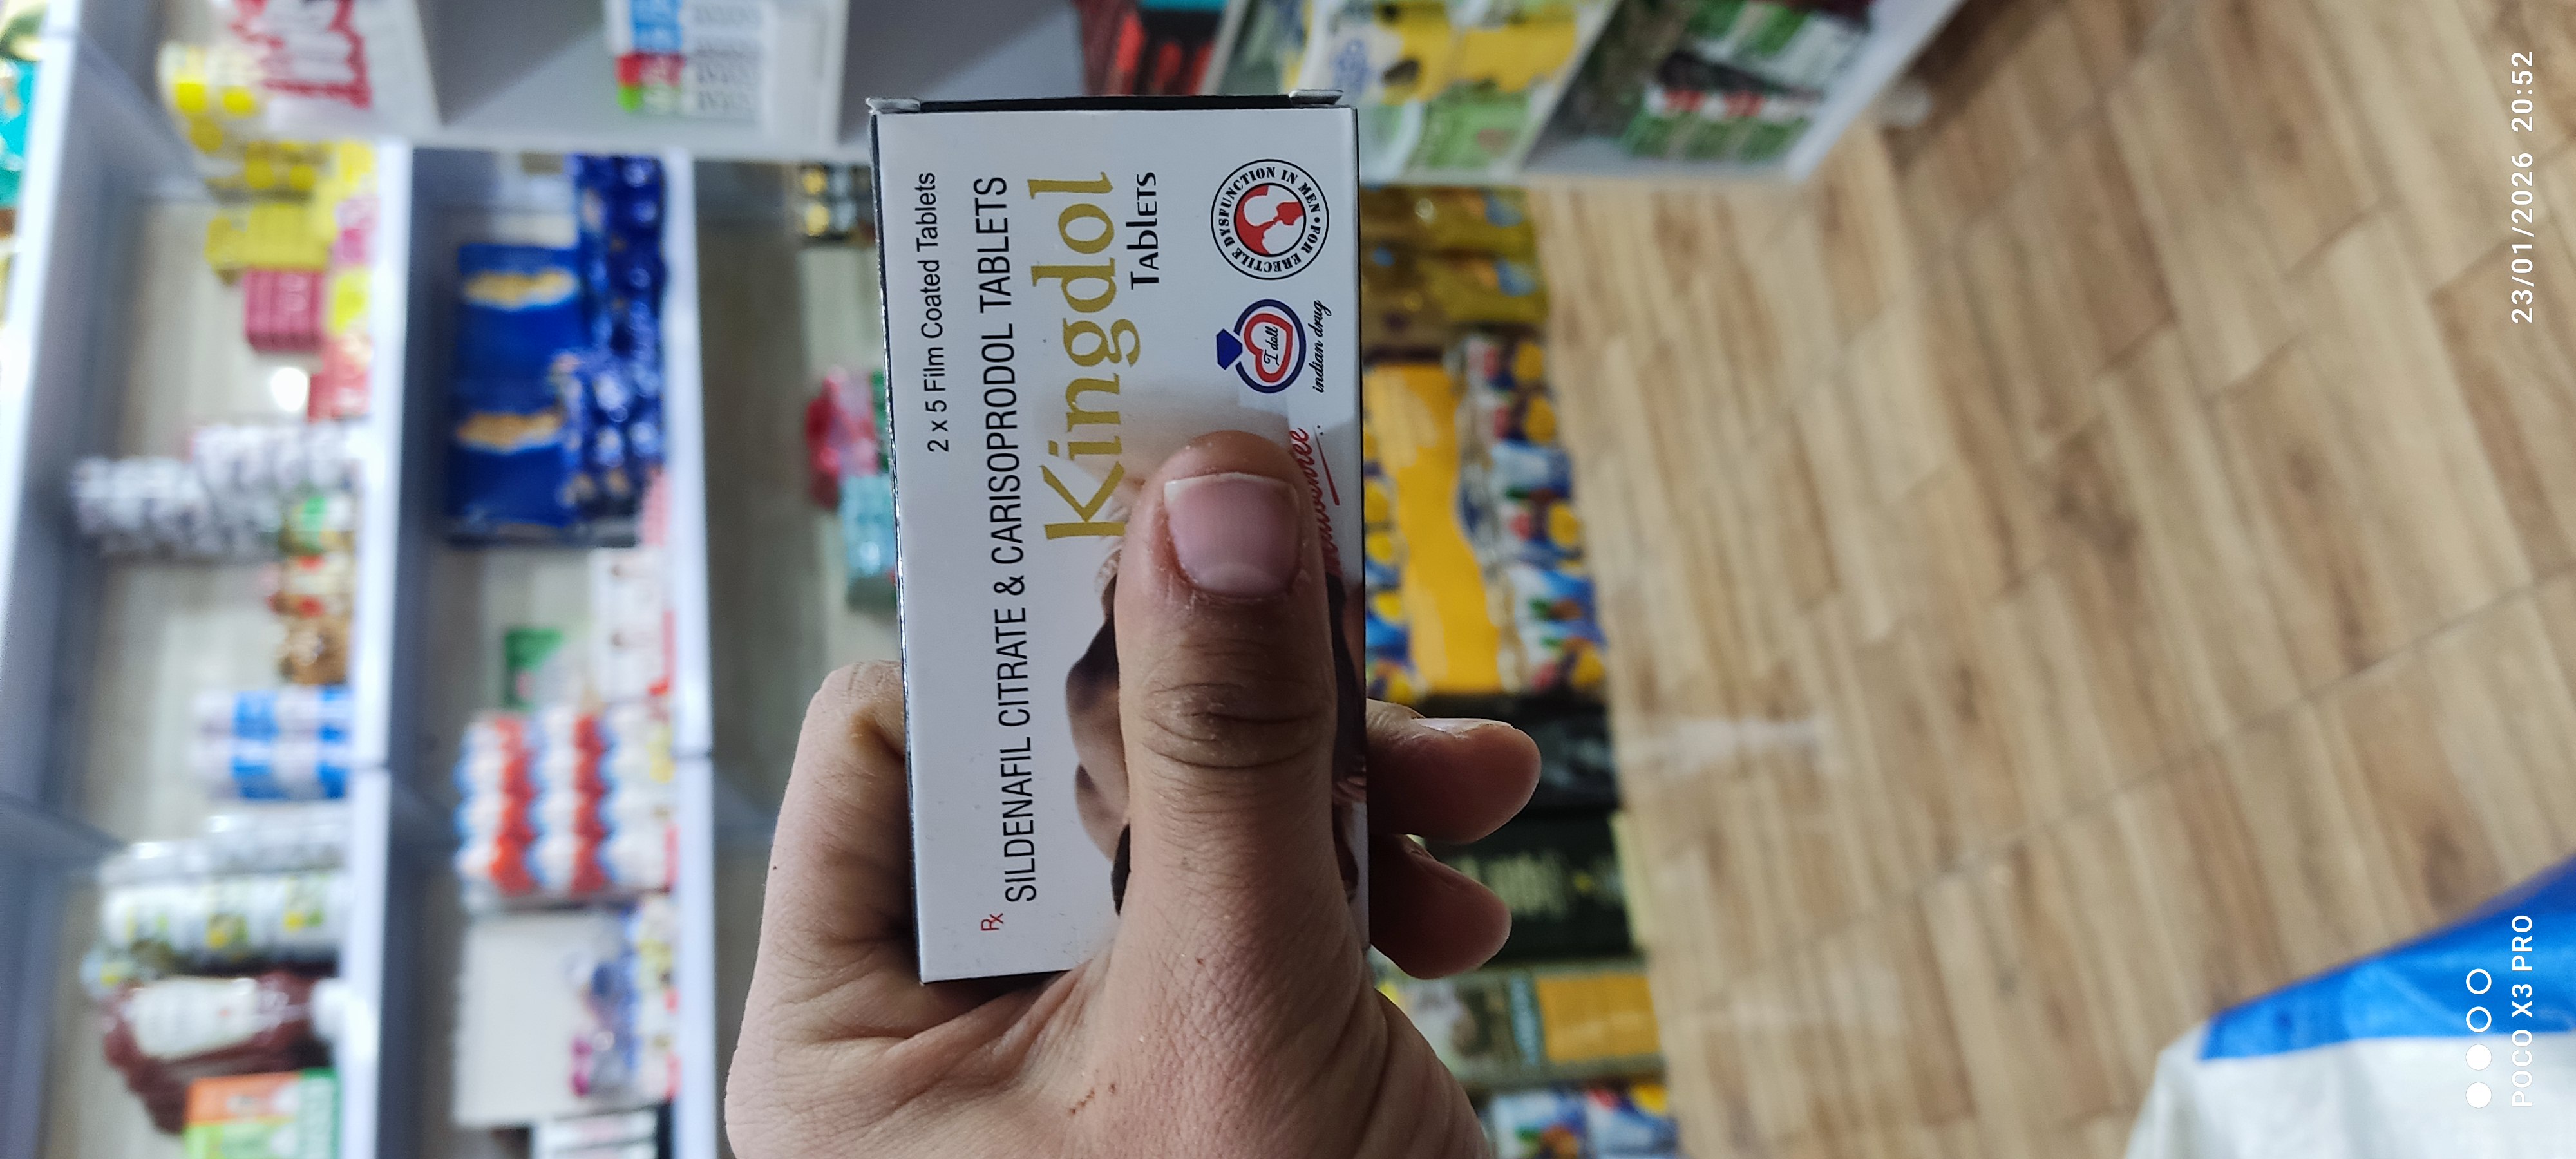 2 x 5 Film Coated Tablets
Rx
SILDENAFIL CITRATE & CARISOPRODOL TABLETS
Kingdol
TABLETS
I doll
indian drug
FOR ERECTILE DYSFUNCTION IN MEN
23/01/2026 20:52
POCO X3 PRO